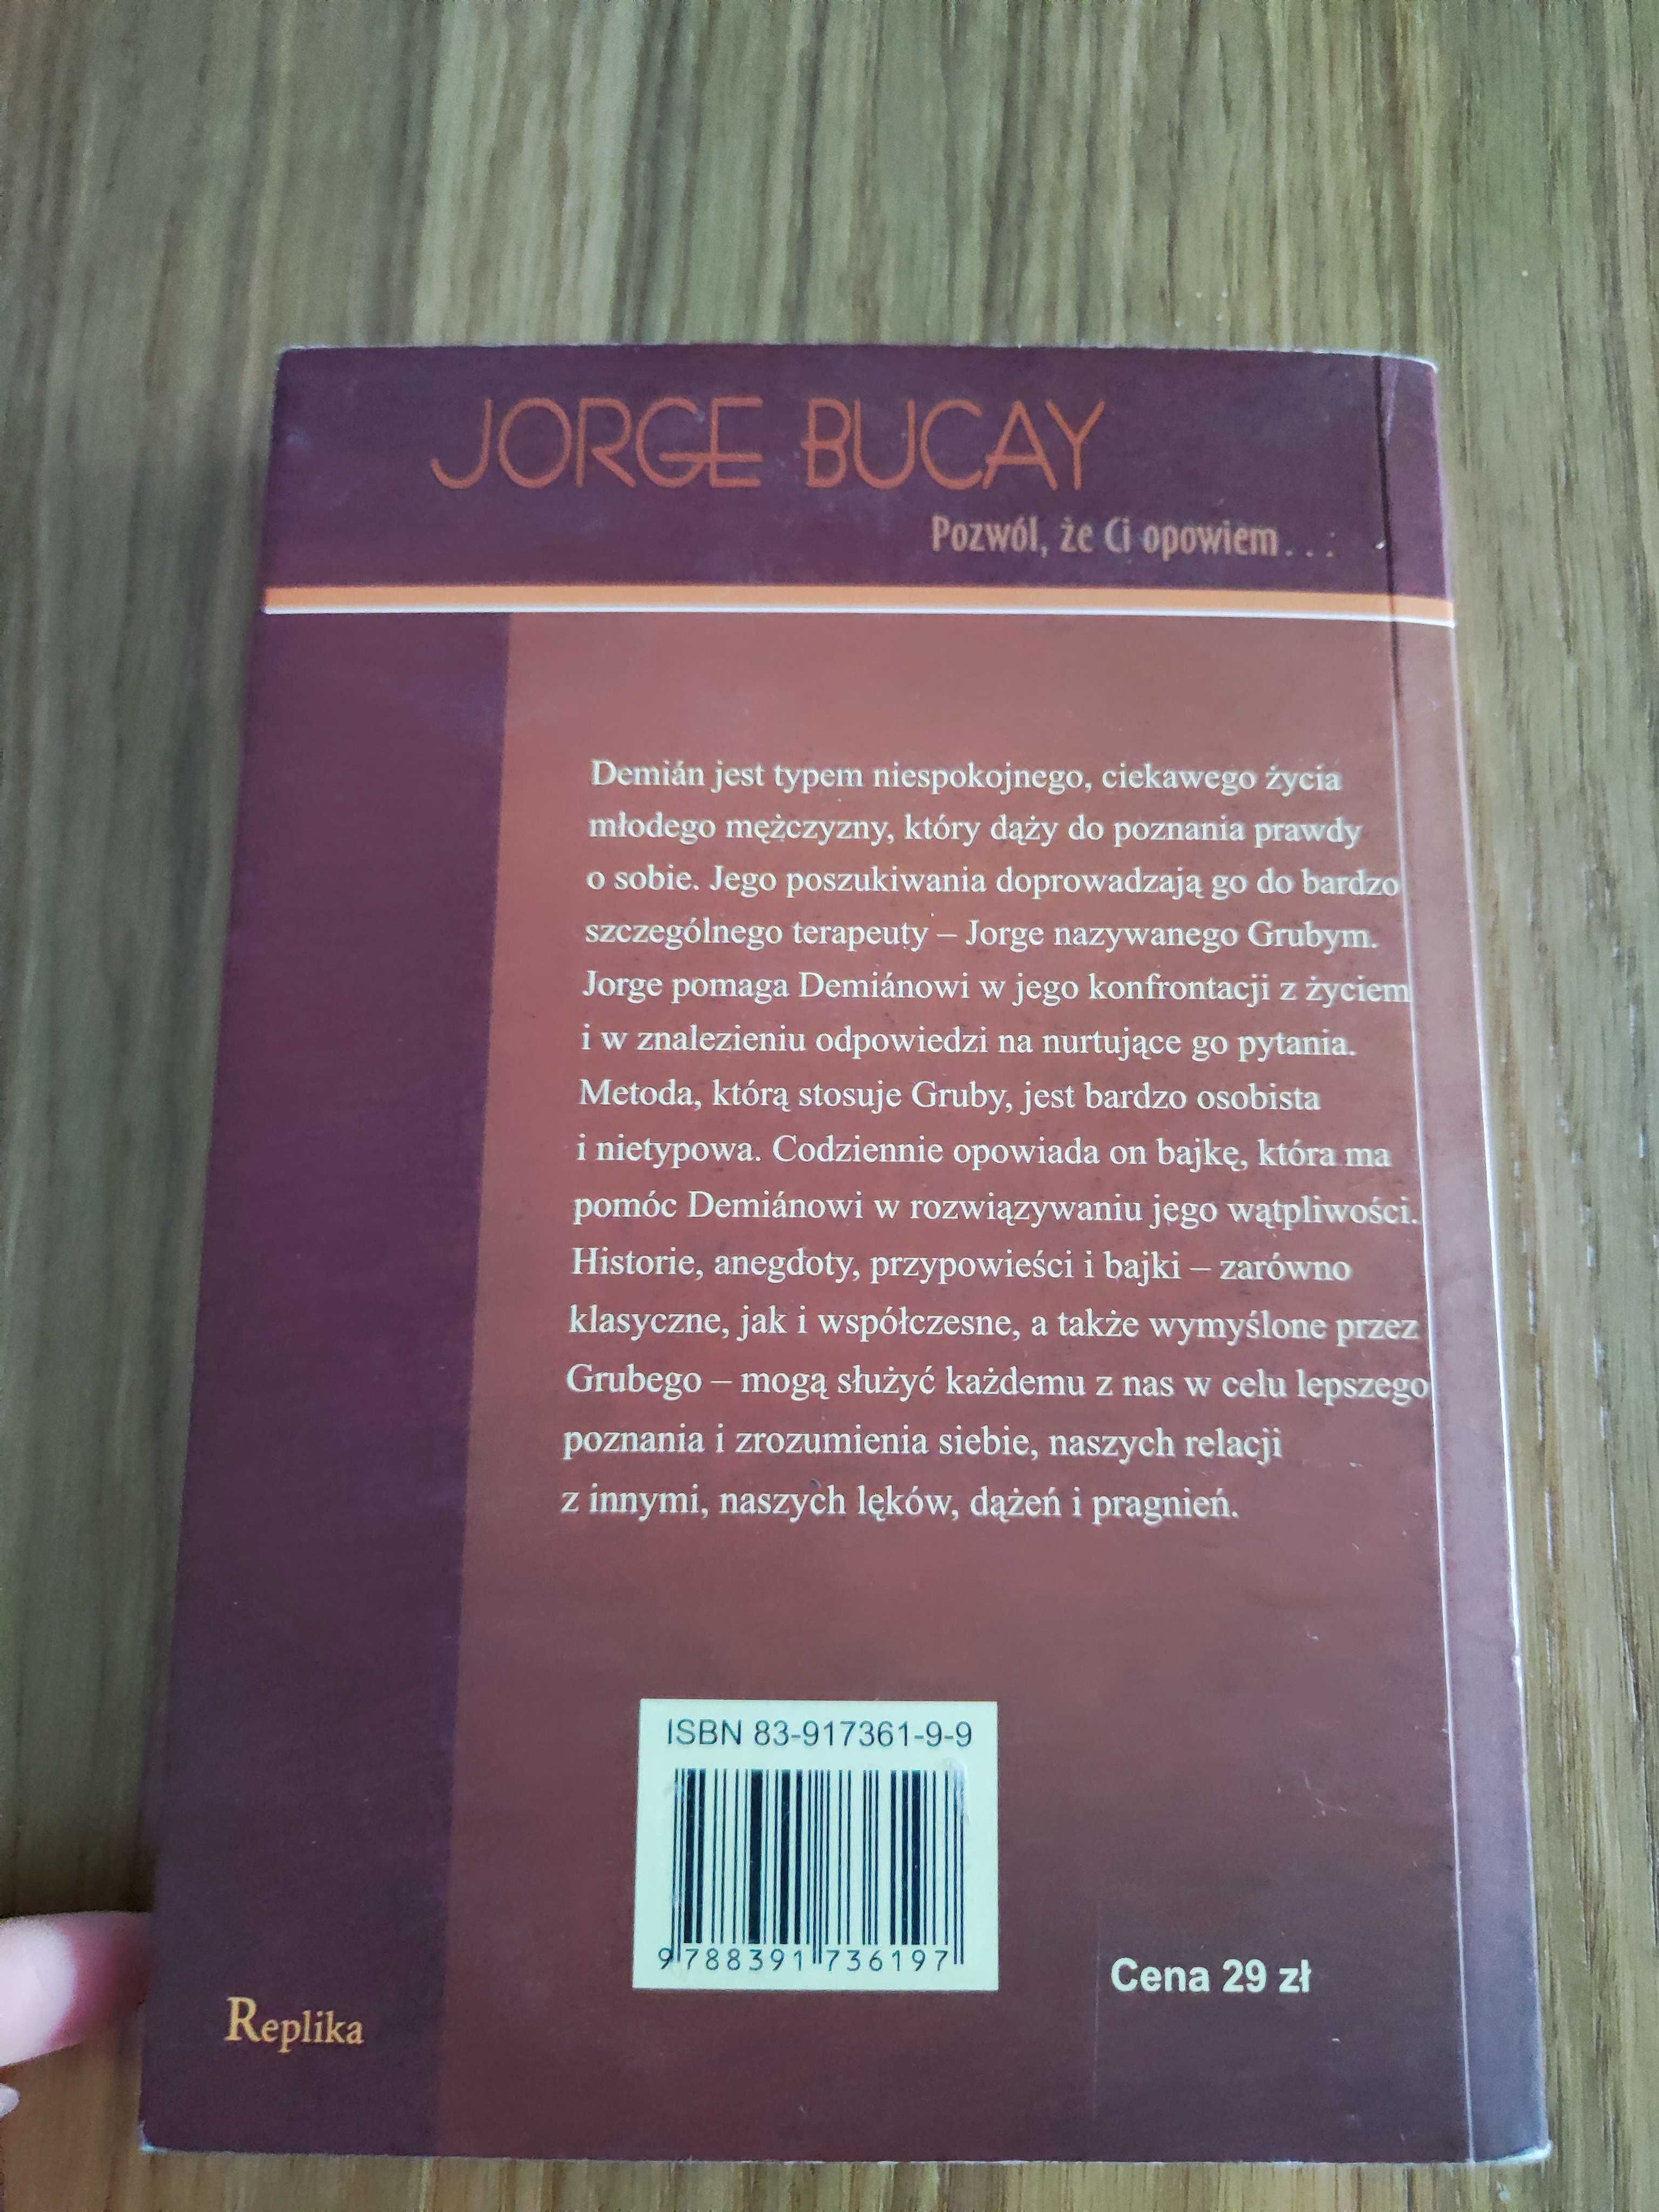 JORGE BUCAY
Pozwól, że Ci opowiem...
Demián jest typem niespokojnego, ciekawego życia
młodego mężczyzny, który dąży do poznania prawdy
o sobie. Jego poszukiwania doprowadzają go do bardzo
szczególnego terapeuty – Jorge nazywanego Grubym.
Jorge pomaga Demiánowi w jego konfrontacji z życiem
i w znalezieniu odpowiedzi na nurtujące go pytania.
Metoda, którą stosuje Gruby, jest bardzo osobista
i nietypowa. Codziennie opowiada on bajkę, która ma
pomóc Demiánowi w rozwiązywaniu jego wątpliwości.
Historie, anegdoty, przypowieści i bajki – zarówno
klasyczne, jak i współczesne, a także wymyślone przez
Grubego – mogą służyć każdemu z nas w celu lepszego
poznania i zrozumienia siebie, naszych relacji
z innymi, naszych lęków, dążeń i pragnień.
ISBN 83-917361-9-9
9 788391 736197
Cena 29 zł
Replika